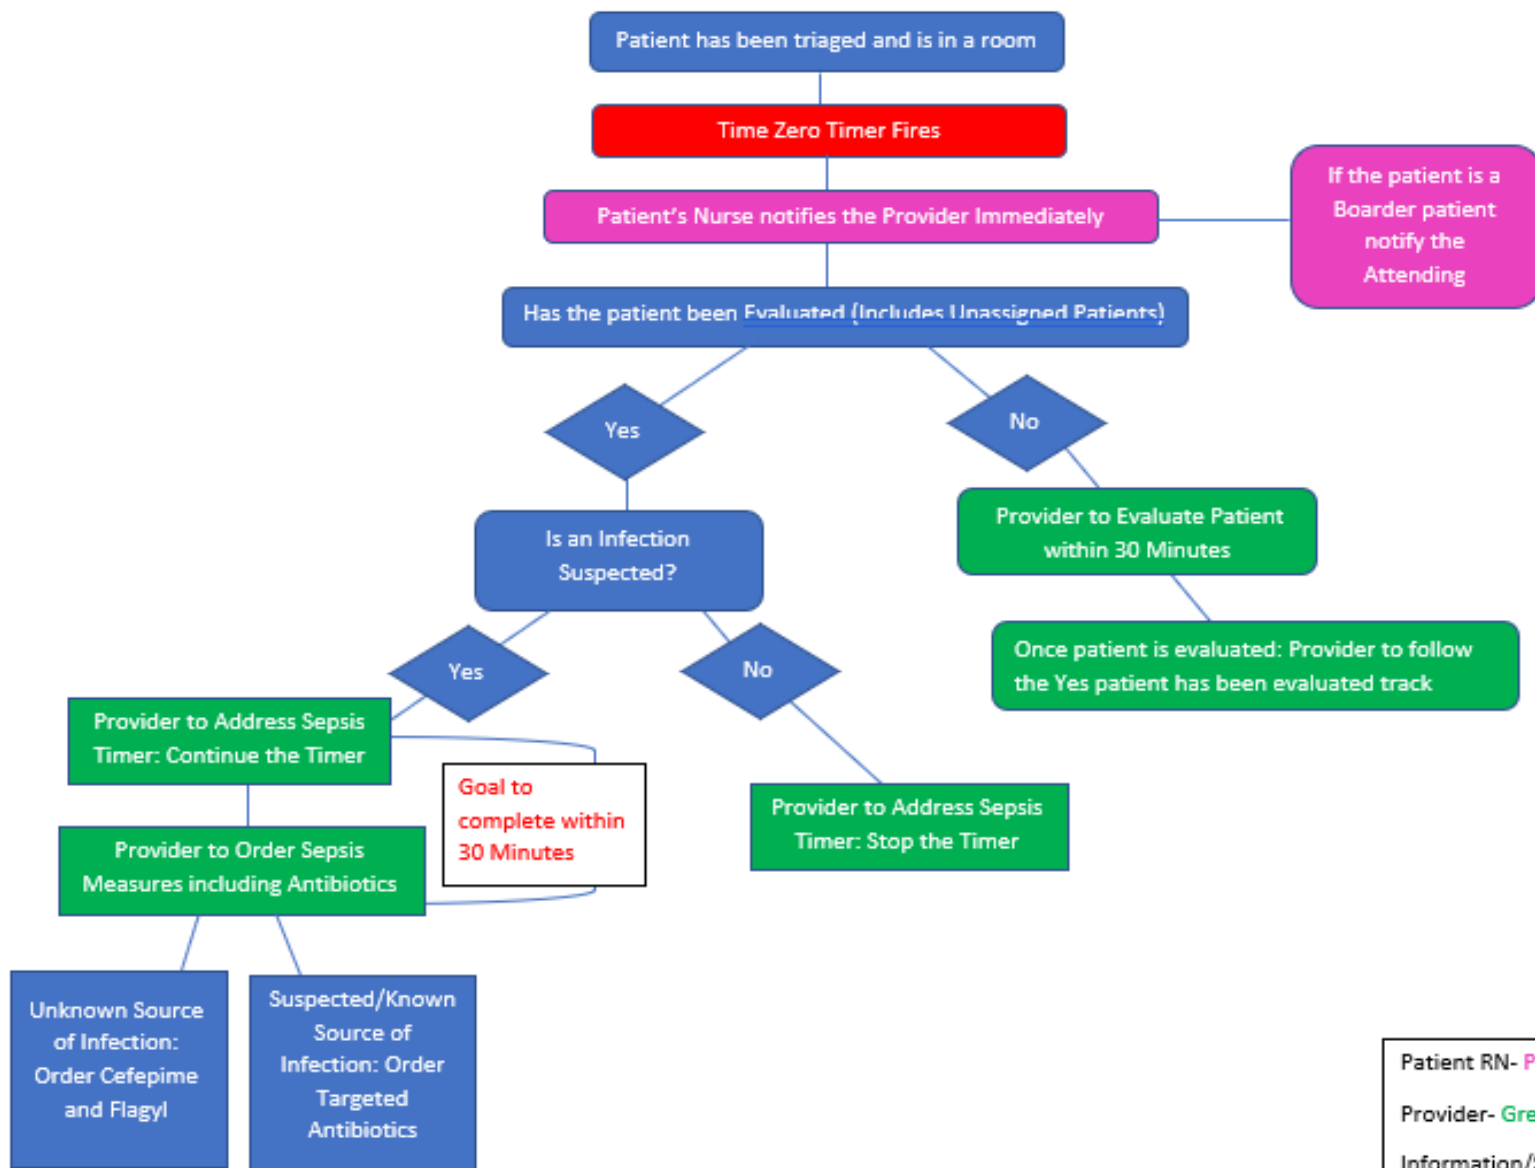 Patient has been triaged and is in a room
Time Zero Timer Fires
Patient's Nurse notifies the Provider Immediately
If the patient is a
Boarder patient
notify the
Attending
Has the patient been Evaluated (Includes Unassigned Patients)
Yes
No
Is an Infection
Suspected?
Provider to Evaluate Patient
within 30 Minutes
Once patient is evaluated: Provider to follow
the Yes patient has been evaluated track
Yes
No
Provider to Address Sepsis
Timer: Continue the Timer
Goal to
complete within
30 Minutes
Provider to Address Sepsis
Timer: Stop the Timer
Provider to Order Sepsis
Measures including Antibiotics
Unknown Source
of Infection:
Order Cefepime
and Flagyl
Suspected/Known
Source of
Infection: Order
Targeted
Antibiotics
Patient RN-
Provider-